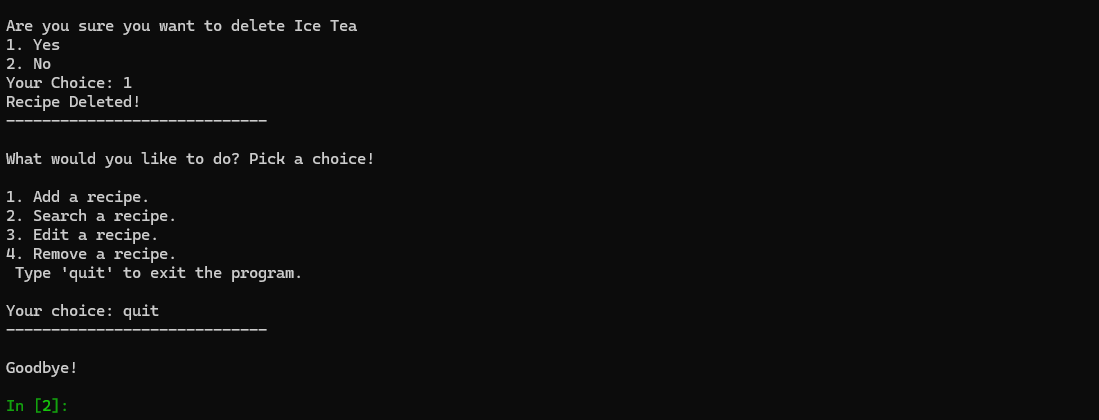 Are you sure you want to delete Ice Tea
1. Yes
2. No
Your Choice: 1
Recipe Deleted!
-----------------------------
What would you like to do? Pick a choice!
1. Add a recipe.
2. Search a recipe.
3. Edit a recipe.
4. Remove a recipe.
 Type 'quit' to exit the program.
Your choice: quit
-----------------------------
Goodbye!
In [2]: